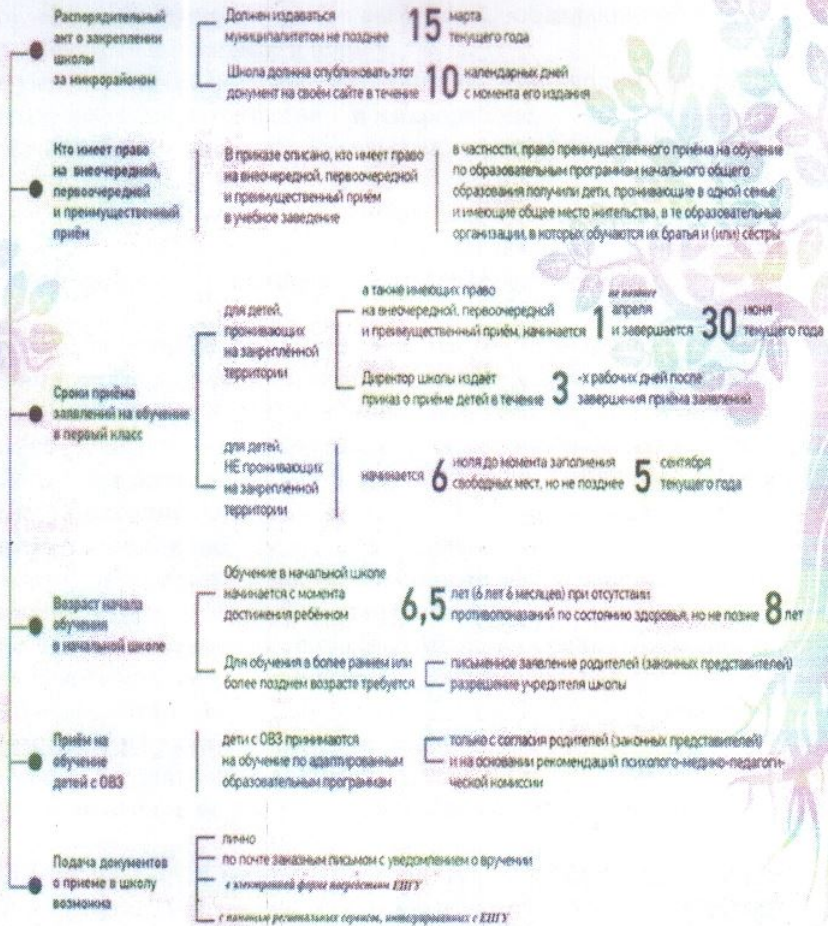 Распорядительный
акт о закреплении
школы
за микрорайоном
Должен издаваться
муниципалитетом не позднее
15
марта
текущего года
Школа должна опубликовать этот
документ на своём сайте в течение
10
календарных дней
с момента его издания
Кто имеет право
на внеочередной,
первоочередной
и преимущественный
приём
В приказе описано, кто имеет право
на внеочередной, первоочередной
и преимущественный приём
в учебное заведение
в частности, право преимущественного приёма на обучение
по образовательным программам начального общего
образования получили дети, проживающие в одной семье
и имеющие общее место жительства, в те образовательные
организации, в которых обучаются их братья и (или) сёстры
Сроки приёма
заявлений на обучение
в первый класс
для детей,
проживающих
на закреплённой
территории
а также имеющих право
на внеочередной, первоочередной
и преимущественный приём, начинается
не позднее
1
апреля
и завершается
30
июня
текущего года
Директор школы издаёт
приказ о приёме детей в течение
3
-х рабочих дней после
завершения приёма заявлений
для детей,
НЕ проживающих
на закреплённой
территории
начинается
6
июля до момента заполнения
свободных мест, но не позднее
5
сентября
текущего года
Возраст начала
обучения
в начальной школе
Обучение в начальной школе
начинается с момента
достижения ребёнком
6,5
лет (6 лет 6 месяцев) при отсутствии
противопоказаний по состоянию здоровья, но не позже
8
лет
Для обучения в более раннем или
более позднем возрасте требуется
письменное заявление родителей (законных представителей)
разрешение учредителя школы
Приём на
обучение
детей с ОВЗ
дети с ОВЗ принимаются
на обучение по адаптированным
образовательным программам
только с согласия родителей (законных представителей)
и на основании рекомендаций психолого-медико-педагоги-
ческой комиссии
Подача документов
о приеме в школу
возможна
лично
по почте заказным письмом с уведомлением о вручении
в электронной форме посредством ЕПГУ
с помощью региональных сервисов, интегрированных с ЕПГУ